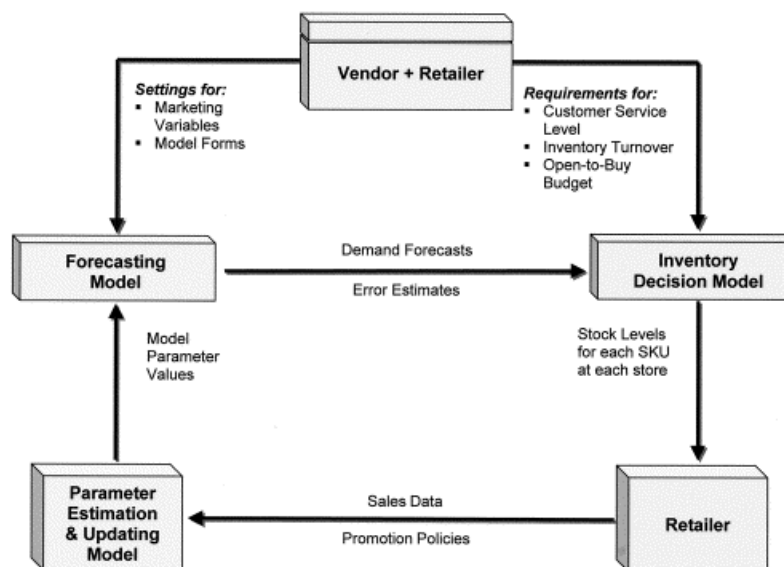 Vendor + Retailer
Settings for:
▪ Marketing
Variables
▪ Model Forms
Requirements for:
▪ Customer Service
Level
▪ Inventory Turnover
▪ Open-to-Buy
Budget
Forecasting
Model
Demand Forecasts
Error Estimates
Inventory
Decision Model
Model
Parameter
Values
Stock Levels
for each SKU
at each store
Parameter
Estimation
& Updating
Model
Sales Data
Promotion Policies
Retailer